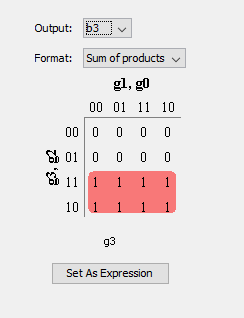 Output: b3
Format: Sum of products
g1, g0
00 01 11 10
g3, g2
00 0 0 0 0
01 0 0 0 0
11 1 1 1 1
10 1 1 1 1
g3
Set As Expression